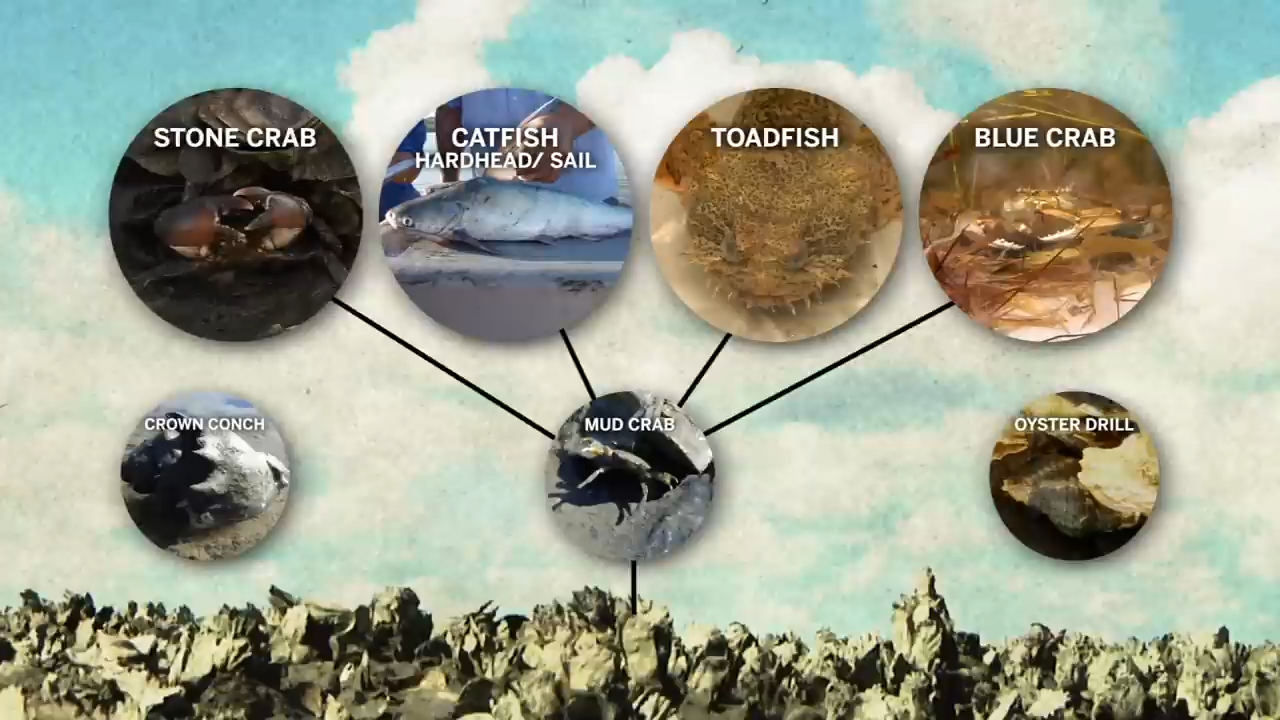 STONE CRAB
CATFISH
HARDHEAD/ SAIL
TOADFISH
BLUE CRAB
CROWN CONCH
MUD CRAB
OYSTER DRILL